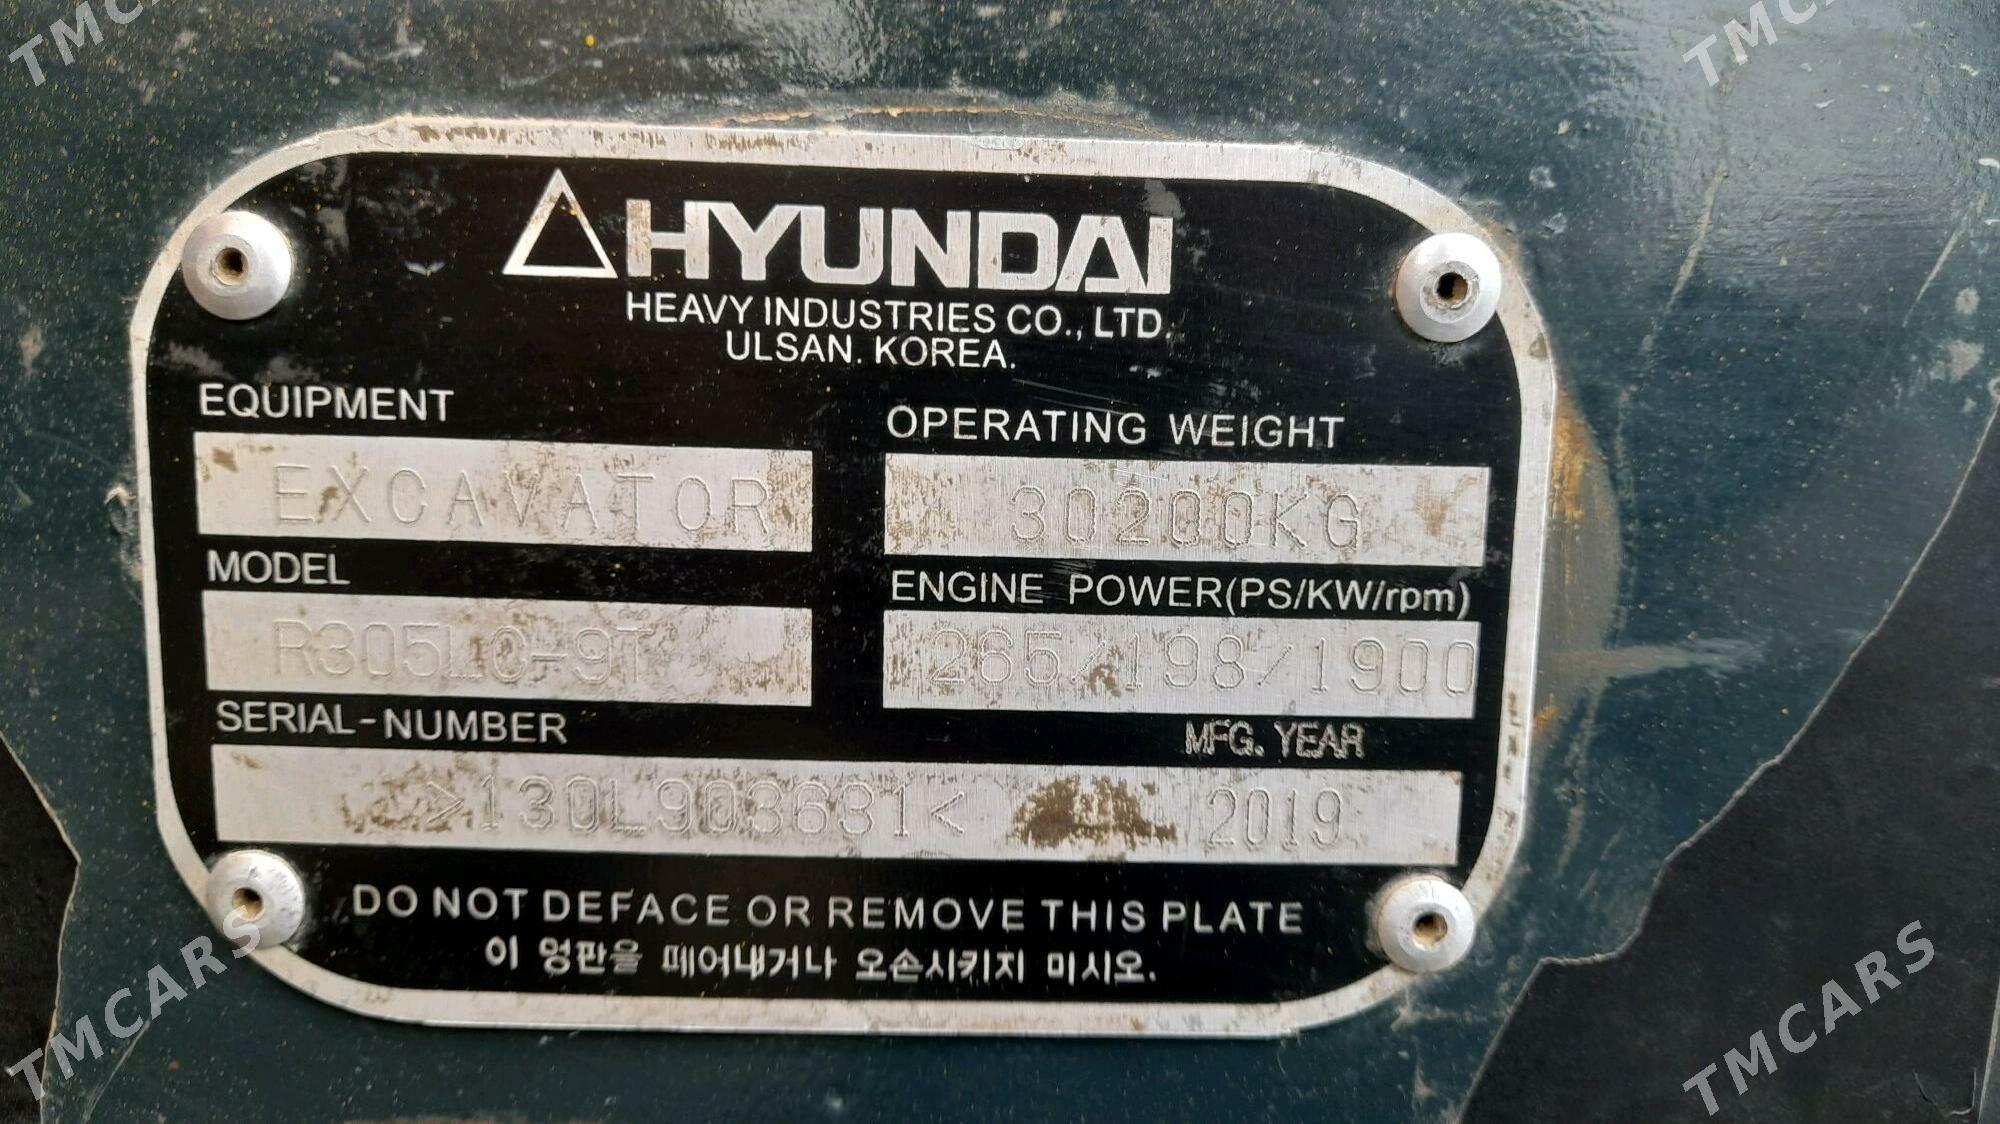 TMCARS
TMCARS
HYUNDAI
HEAVY INDUSTRIES CO., LTD.
ULSAN. KOREA.
EQUIPMENT
EXCAVATOR
OPERATING WEIGHT
30200KG
MODEL
R305LC-9T
ENGINE POWER(PS/KW/rpm)
265/198/1900
SERIAL-NUMBER
>130L903631<
MFG. YEAR
2019
DO NOT DEFACE OR REMOVE THIS PLATE
이 명판을 떼어내거나 오손시키지 마시오.
TMCARS
TMCARS